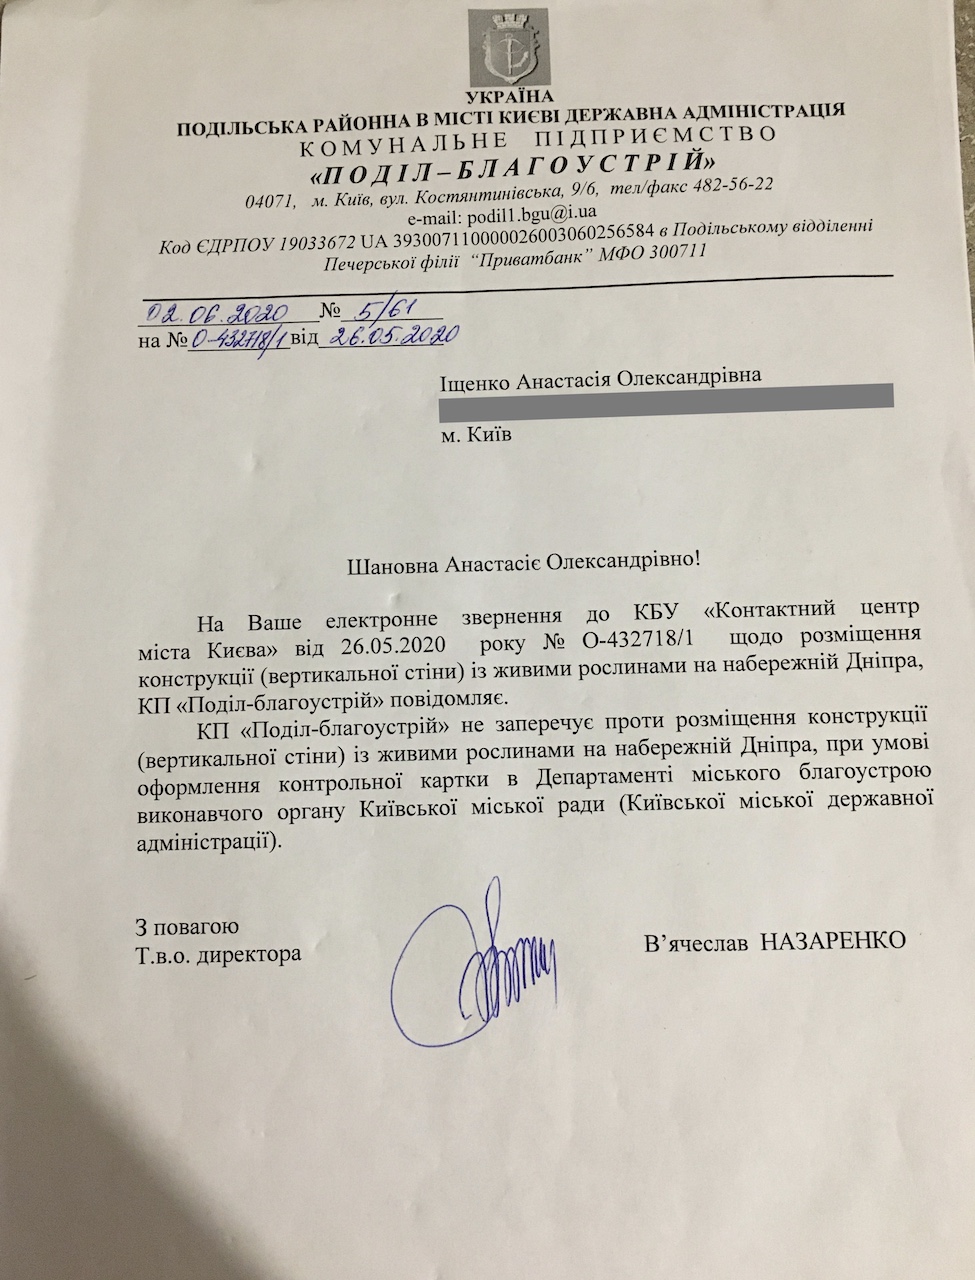 УКРАЇНА
ПОДІЛЬСЬКА РАЙОННА В МІСТІ КИЄВІ ДЕРЖАВНА АДМІНІСТРАЦІЯ
КОМУНАЛЬНЕ ПІДПРИЄМСТВО
«ПОДІЛ–БЛАГОУСТРІЙ»
04071, м. Київ, вул. Костянтинівська, 9/6, тел/факс 482-56-22
e-mail: podil1.bgu@i.ua
Код ЄДРПОУ 19033672 UA 393007110000026003060256584 в Подільському відділенні
Печерської філії “Приватбанк” МФО 300711
02.06.2020 № 5/61
на № О-432718/1 від 26.05.2020
Іщенко Анастасія Олександрівна
м. Київ
Шановна Анастасіє Олександрівно!
На Ваше електронне звернення до КБУ «Контактний центр
міста Києва» від 26.05.2020 року № О-432718/1 щодо розміщення
конструкції (вертикальної стіни) із живими рослинами на набережній Дніпра,
КП «Поділ-благоустрій» повідомляє.
КП «Поділ-благоустрій» не заперечує проти розміщення конструкції
(вертикальної стіни) із живими рослинами на набережній Дніпра, при умові
оформлення контрольної картки в Департаменті міського благоустрою
виконавчого органу Київської міської ради (Київської міської державної
адміністрації).
З повагою
Т.в.о. директора В’ячеслав НАЗАРЕНКО